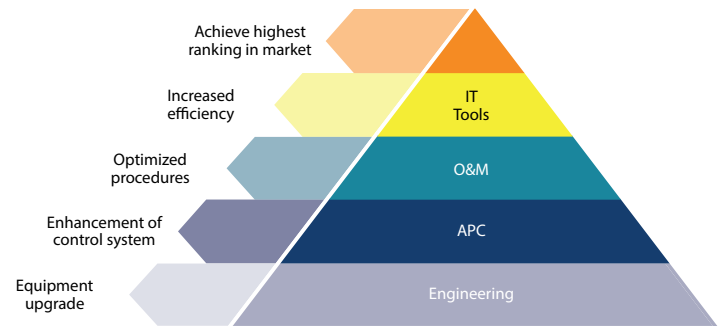 Achieve highest
ranking in market
Increased
efficiency
IT
Tools
Optimized
procedures
O&M
Enhancement of
control system
APC
Equipment
upgrade
Engineering